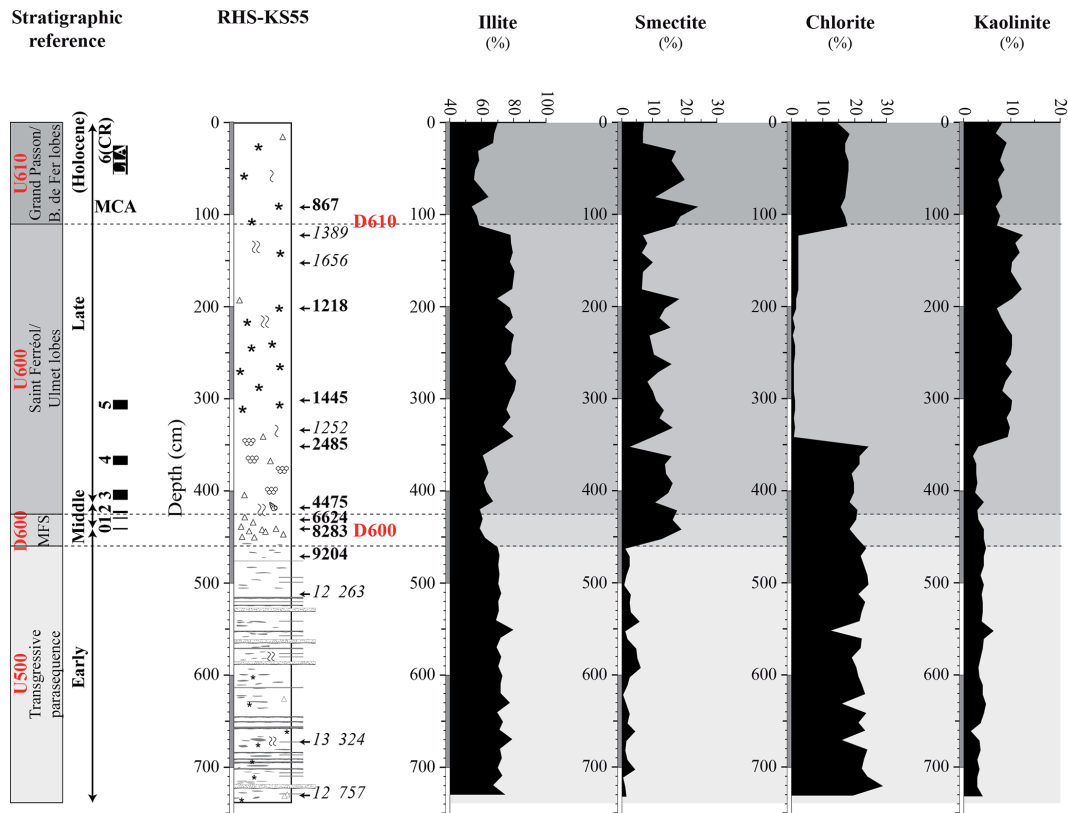 Stratigraphic
reference
RHS-KS55
Illite
(%)
Smectite
(%)
Chlorite
(%)
Kaolinite
(%)
40 60 80 100
0 10 20 30
0 10 20 30
0 10 20
U610
Grand Passon/
B. de Fer lobes
U600
Saint Ferréol/
Ulmet lobes
D600
MFS
U500
Transgressive
parasequence
(Holocene)
Late
Middle
Early
6(CR)
LIA
MCA
5
4
3
2
1
0
Depth (cm)
0
100
200
300
400
500
600
700
867
D610
1389
1656
1218
1445
1252
2485
4475
6624
8283
D600
9204
12 263
13 324
12 757
0
100
200
300
400
500
600
700
0
100
200
300
400
500
600
700
0
100
200
300
400
500
600
700
0
100
200
300
400
500
600
700